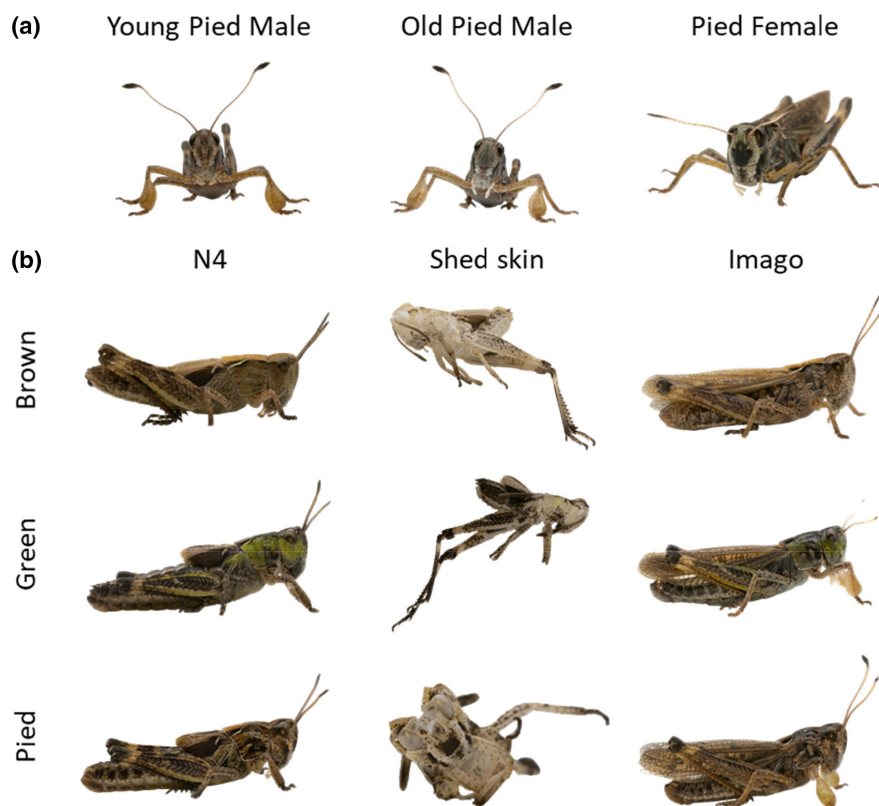 (a)
Young Pied Male
Old Pied Male
Pied Female
(b)
N4
Shed skin
Imago
Brown
Green
Pied